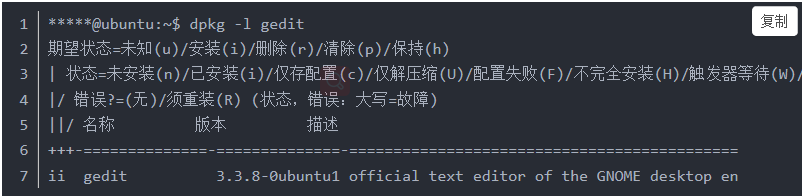 复制
1 *****@ubuntu:~$ dpkg -l gedit
2 期望状态=未知(u)/安装(i)/删除(r)/清除(p)/保持(h)
3 | 状态=未安装(n)/已安装(i)/仅存配置(c)/仅解压缩(U)/配置失败(F)/不完全安装(H)/触发器等待(W)/
4 |/ 错误?=(无)/须重装(R) (状态，错误：大写=故障)
5 ||/ 名称 版本 描述
6 +++-==============-==============-============================================
7 ii gedit 3.3.8-0ubuntu1 official text editor of the GNOME desktop en